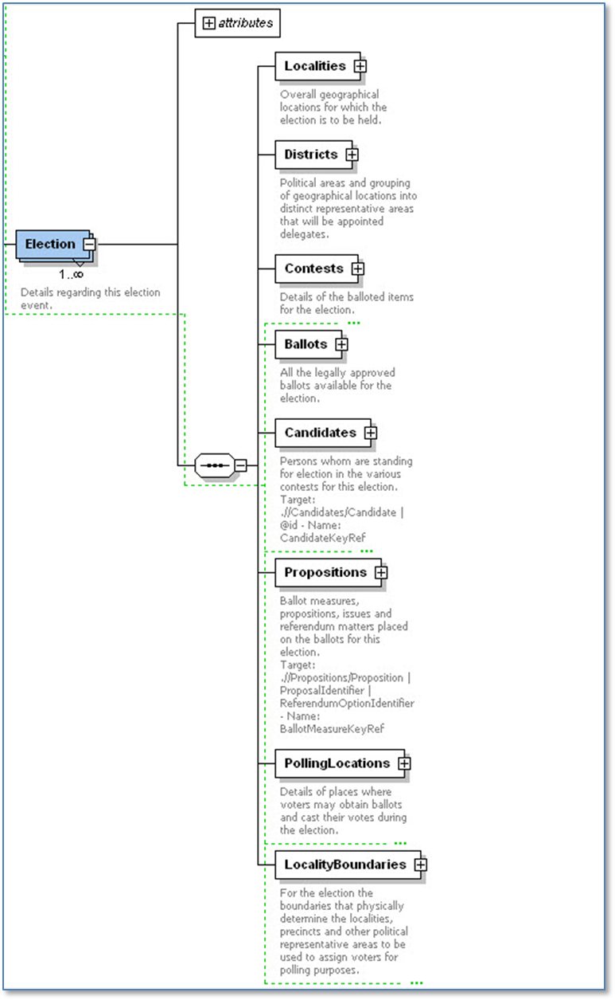 attributes
Localities
Overall geographical
locations for which the
election is to be held.
Districts
Political areas and grouping
of geographical locations into
distinct representative areas
that will be appointed
delegates.
Election
1..∞
Details regarding this election
event.
Contests
Details of the balloted items
for the election.
Ballots
All the legally approved
ballots available for the
election.
Candidates
Persons whom are standing
for election in the various
contests for this election.
Target:
.//Candidates/Candidate |
@id - Name:
CandidateKeyRef
Propositions
Ballot measures,
propositions, issues and
referendum matters placed
on the ballots for this
election.
Target:
.//Propositions/Proposition |
ProposalIdentifier |
ReferendumOptionIdentifier
- Name:
BallotMeasureKeyRef
PollingLocations
Details of places where
voters may obtain ballots
and cast their votes during
the election.
LocalityBoundaries
For the election the
boundaries that physically
determine the localities,
precincts and other political
representative areas to be
used to assign voters for
polling purposes.